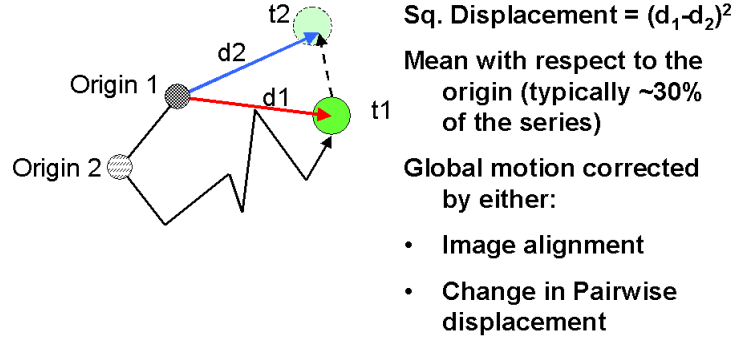 t2
d2
Origin 1
d1
t1
Origin 2
Sq. Displacement = (d₁-d₂)²
Mean with respect to the
origin (typically ~30%
of the series)
Global motion corrected
by either:
• Image alignment
• Change in Pairwise
displacement